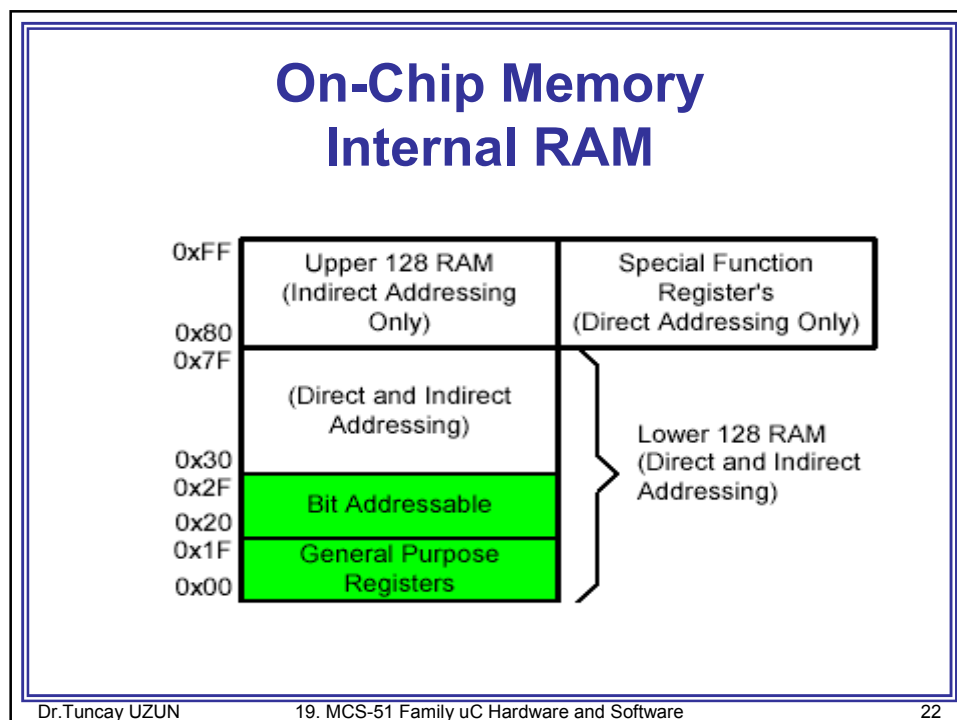 On-Chip Memory
Internal RAM
0xFF
Upper 128 RAM
(Indirect Addressing
Only)
Special Function
Register's
(Direct Addressing Only)
0x80
0x7F
(Direct and Indirect
Addressing)
Lower 128 RAM
(Direct and Indirect
Addressing)
0x30
0x2F
Bit Addressable
0x20
0x1F
General Purpose
Registers
0x00
Dr.Tuncay UZUN 19. MCS-51 Family uC Hardware and Software 22